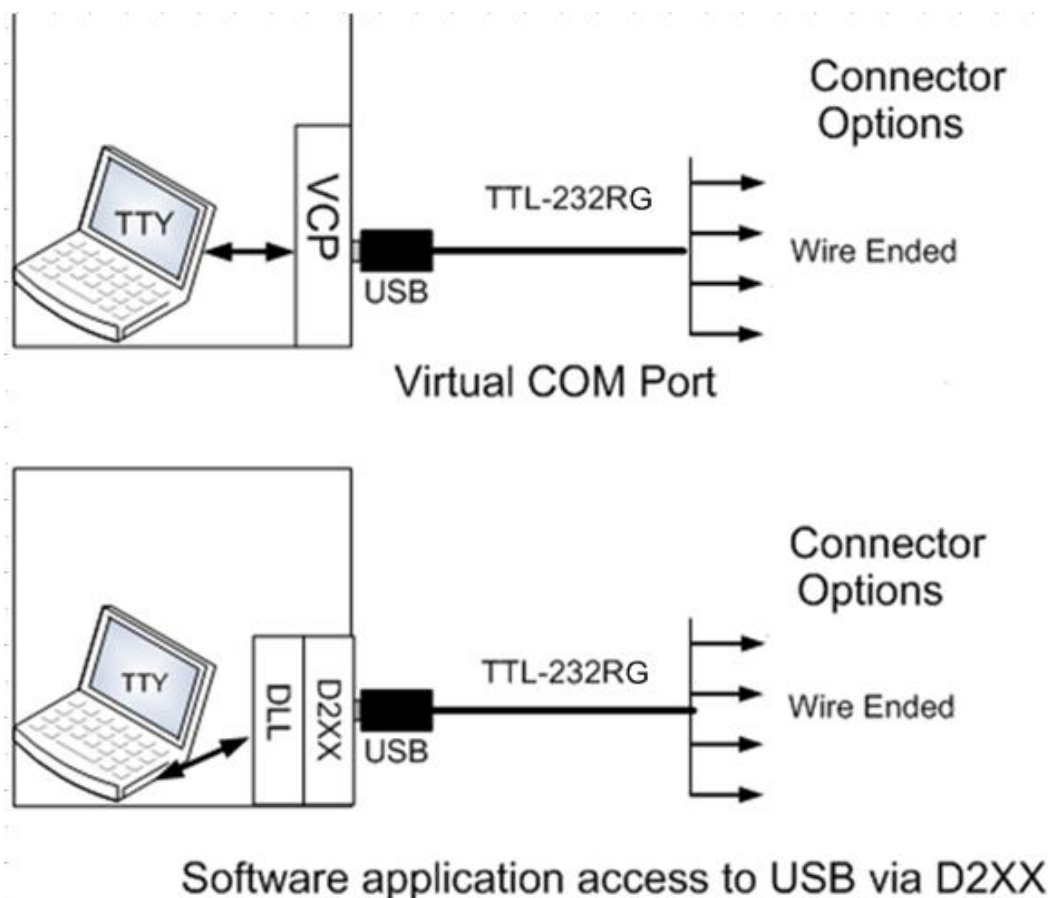 Connector
Options
TTL-232RG
VCP
TTY
Wire Ended
USB
Virtual COM Port
Connector
Options
TTL-232RG
TTY
DLL
D2XX
Wire Ended
USB
Software application access to USB via D2XX